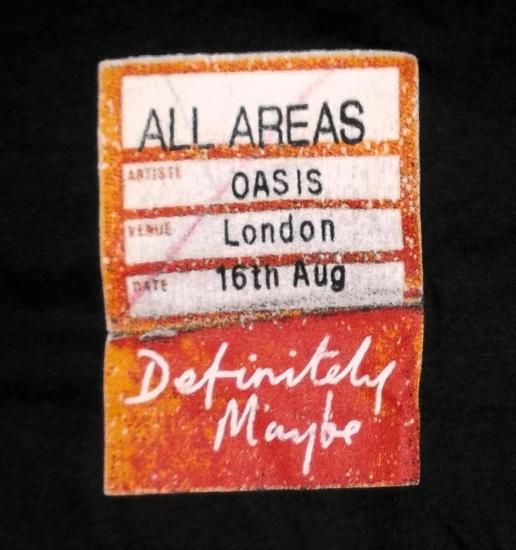 ALL AREAS
ARTISTE
OASIS
VENUE
London
DATE
16th Aug
Definitely
Maybe